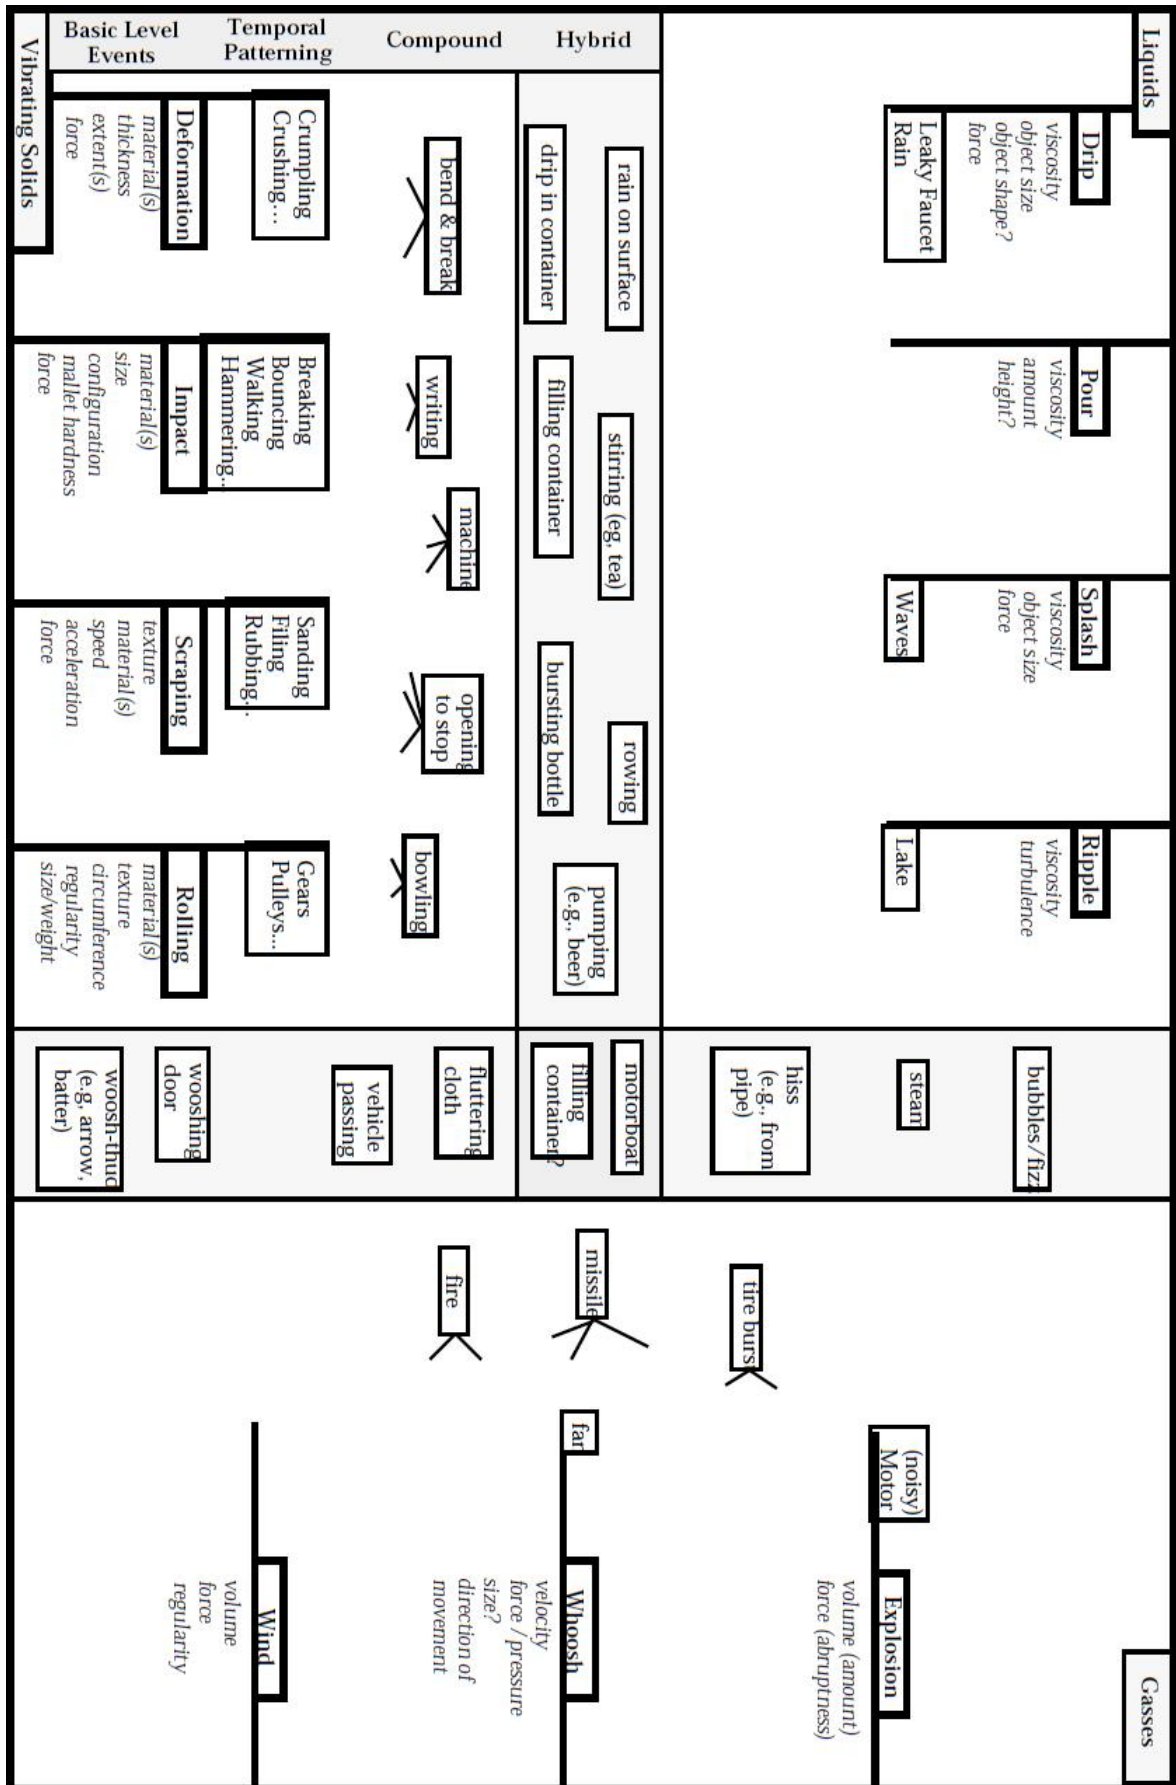 Vibrating Solids
Basic Level
Events
Temporal
Patterning
Compound
Hybrid
Liquids
Gasses
Deformation
material(s)
thickness
extent(s)
force
Crumpling
Crushing...
Impact
material(s)
size
configuration
mallet hardness
force
Breaking
Bouncing
Walking
Hammering...
Scraping
texture
material(s)
speed
acceleration
force
Sanding
Filing
Rubbing...
Rolling
material(s)
texture
circumference
regularity
size/weight
Gears
Pulleys...
bend & break
writing
machine
opening
to stop
bowling
rain on surface
drip in container
stirring (eg, tea)
filling container
rowing
bursting bottle
pumping
(e.g., beer)
Drip
viscosity
object size
object shape?
force
Leaky Faucet
Rain
Pour
viscosity
amount
height?
Splash
viscosity
object size
force
Waves
Ripple
viscosity
turbulence
Lake
bubbles/fizz
steam
hiss
(e.g., from
pipe)
motorboat
filling
container?
fluttering
cloth
vehicle
passing
wooshing
door
woosh-thud
(e.g, arrow,
batter)
tire burst
missile
fire
(noisy)
Motor
Explosion
volume (amount)
force (abruptness)
fan
Whoosh
velocity
force / pressure
size?
direction of
movement
Wind
volume
force
regularity